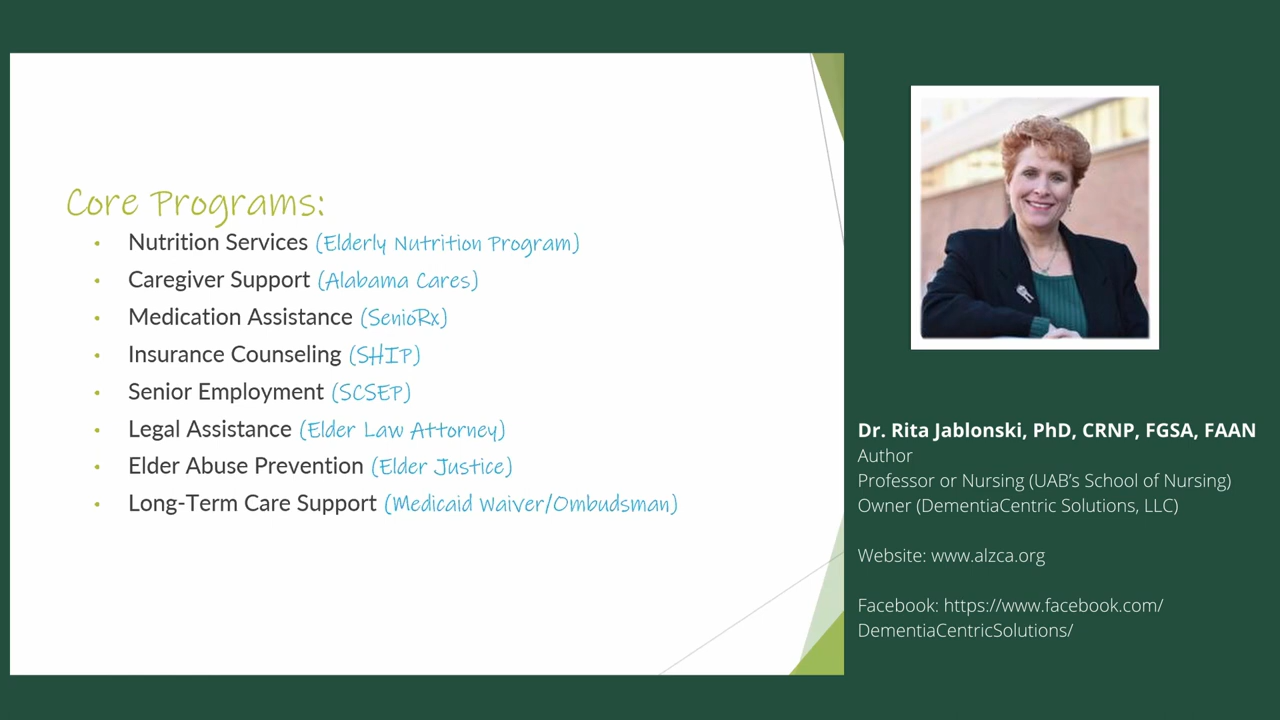 Core Programs:
• Nutrition Services (Elderly Nutrition Program)
• Caregiver Support (Alabama Cares)
• Medication Assistance (SenioRx)
• Insurance Counseling (SHIP)
• Senior Employment (SCSEP)
• Legal Assistance (Elder Law Attorney)
• Elder Abuse Prevention (Elder Justice)
• Long-Term Care Support (Medicaid Waiver/Ombudsman)
Dr. Rita Jablonski, PhD, CRNP, FGSA, FAAN
Author
Professor or Nursing (UAB’s School of Nursing)
Owner (DementiaCentric Solutions, LLC)
Website: www.alzca.org
Facebook: https://www.facebook.com/
DementiaCentricSolutions/